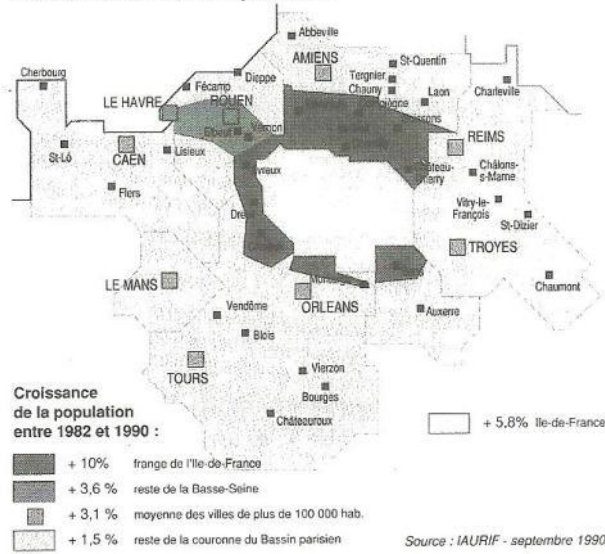 Abbeville
AMIENS
St-Quentin
Tergnier
Chauny
Laon
Charleville
Cherbourg
Dieppe
Fécamp
LE HAVRE
ROUEN
Elbeuf
Vernon
REIMS
St-Lô
CAEN
Lisieux
Châlons-
s-Marne
Flers
Vitry-le-
François
St-Dizier
TROYES
LE MANS
Chaumont
ORLEANS
Vendôme
Auxerre
Blois
TOURS
Vierzon
Bourges
Châteauroux
Croissance
de la population
entre 1982 et 1990 :
+ 5,8% Ile-de-France
+ 10% frange de l'Ile-de-France
+ 3,6 % reste de la Basse-Seine
+ 3,1 % moyenne des villes de plus de 100 000 hab.
+ 1,5 % reste de la couronne du Bassin parisien
Source : IAURIF - septembre 1990